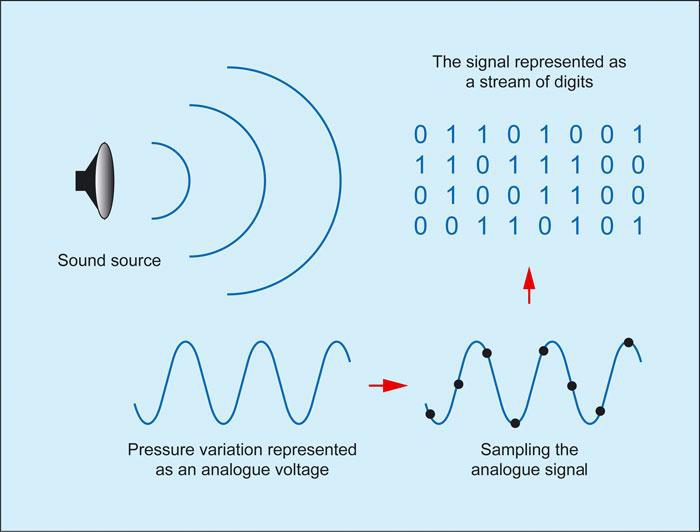 The signal represented as
a stream of digits
0 1 1 0 1 0 0 1
1 1 0 1 1 1 0 0
0 1 0 0 1 1 0 0
0 0 1 1 0 1 0 1
Sound source
Pressure variation represented
as an analogue voltage
Sampling the
analogue signal